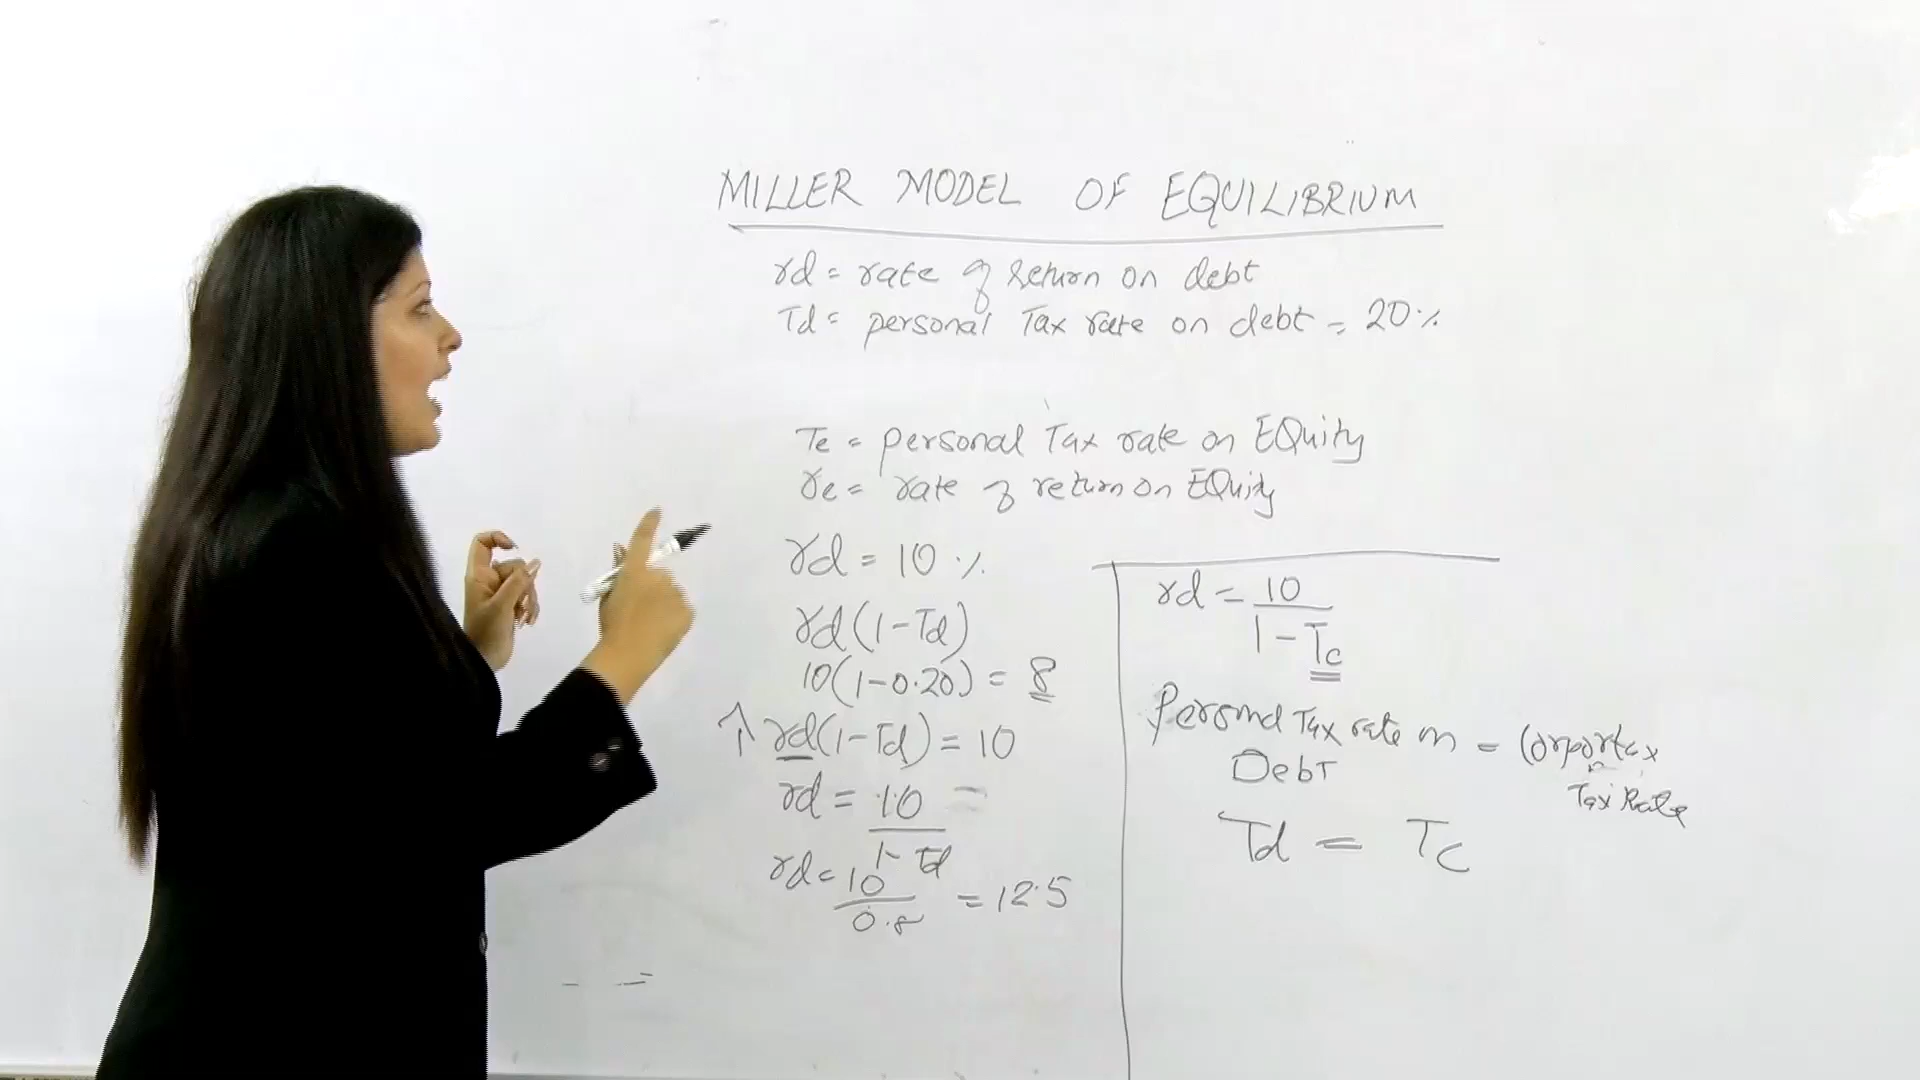 MILLER MODEL OF EQUILIBRIUM
rd = rate of return on debt
Td = personal Tax rate on debt = 20%
Te = personal Tax rate on EQuity
re = rate of return on EQuity
rd = 10%
rd(1-Td)
10(1-0.20) = 8
↑ rd(1-Td) = 10
rd = 10 =
1-Td
rd = 10 = 12.5
0.8
rd = 10
1-Tc
Personal Tax rate on =
Debt
Tax Rate
Td = Tc